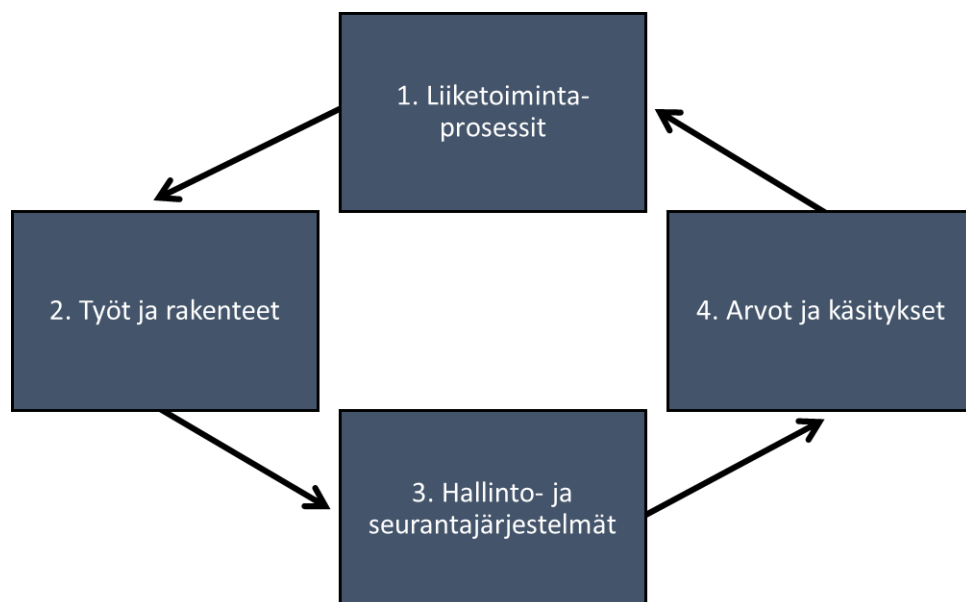 1. Liiketoiminta-
prosessit
2. Työt ja rakenteet
4. Arvot ja käsitykset
3. Hallinto- ja
seurantajärjestelmät